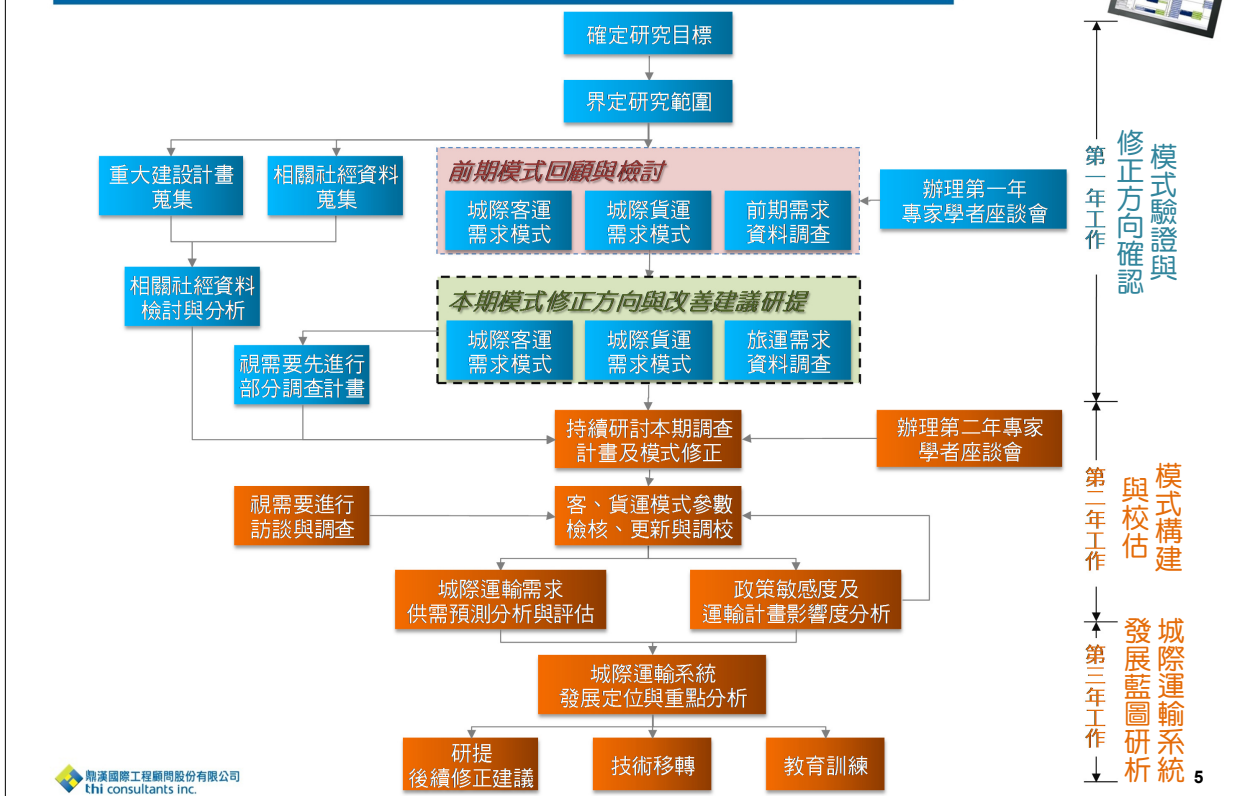 確定研究目標
界定研究範圍
重大建設計畫
蒐集
相關社經資料
蒐集
前期模式回顧與檢討
城際客運
需求模式
城際貨運
需求模式
前期需求
資料調查
辦理第一年
專家學者座談會
相關社經資料
檢討與分析
本期模式修正方向與改善建議研提
城際客運
需求模式
城際貨運
需求模式
旅運需求
資料調查
視需要先進行
部分調查計畫
持續研討本期調查
計畫及模式修正
辦理第二年專家
學者座談會
視需要進行
訪談與調查
客、貨運模式參數
檢核、更新與調校
城際運輸需求
供需預測分析與評估
政策敏感度及
運輸計畫影響度分析
城際運輸系統
發展定位與重點分析
研提
後續修正建議
技術移轉
教育訓練
第一年工作
模式驗證與
修正方向確認
第二年工作
模式構建
與校估
第三年工作
城際運輸系統
發展藍圖研析
鼎漢國際工程顧問股份有限公司
thi consultants inc.
5